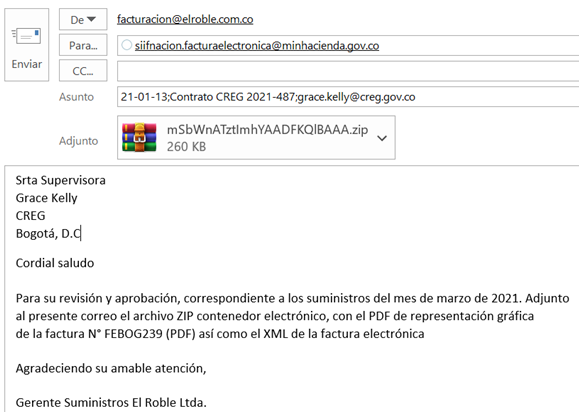 De facturacion@elroble.com.co
Enviar
Para... siifnacion.facturaelectronica@minhacienda.gov.co
CC...
Asunto 21-01-13;Contrato CREG 2021-487;grace.kelly@creg.gov.co
Adjunto mSbWnATztImhYAADFKQlBAAA.zip
260 KB
Srta Supervisora
Grace Kelly
CREG
Bogotá, D.C
Cordial saludo
Para su revisión y aprobación, correspondiente a los suministros del mes de marzo de 2021. Adjunto
al presente correo el archivo ZIP contenedor electrónico, con el PDF de representación gráfica
de la factura N° FEBOG239 (PDF) así como el XML de la factura electrónica
Agradeciendo su amable atención,
Gerente Suministros El Roble Ltda.